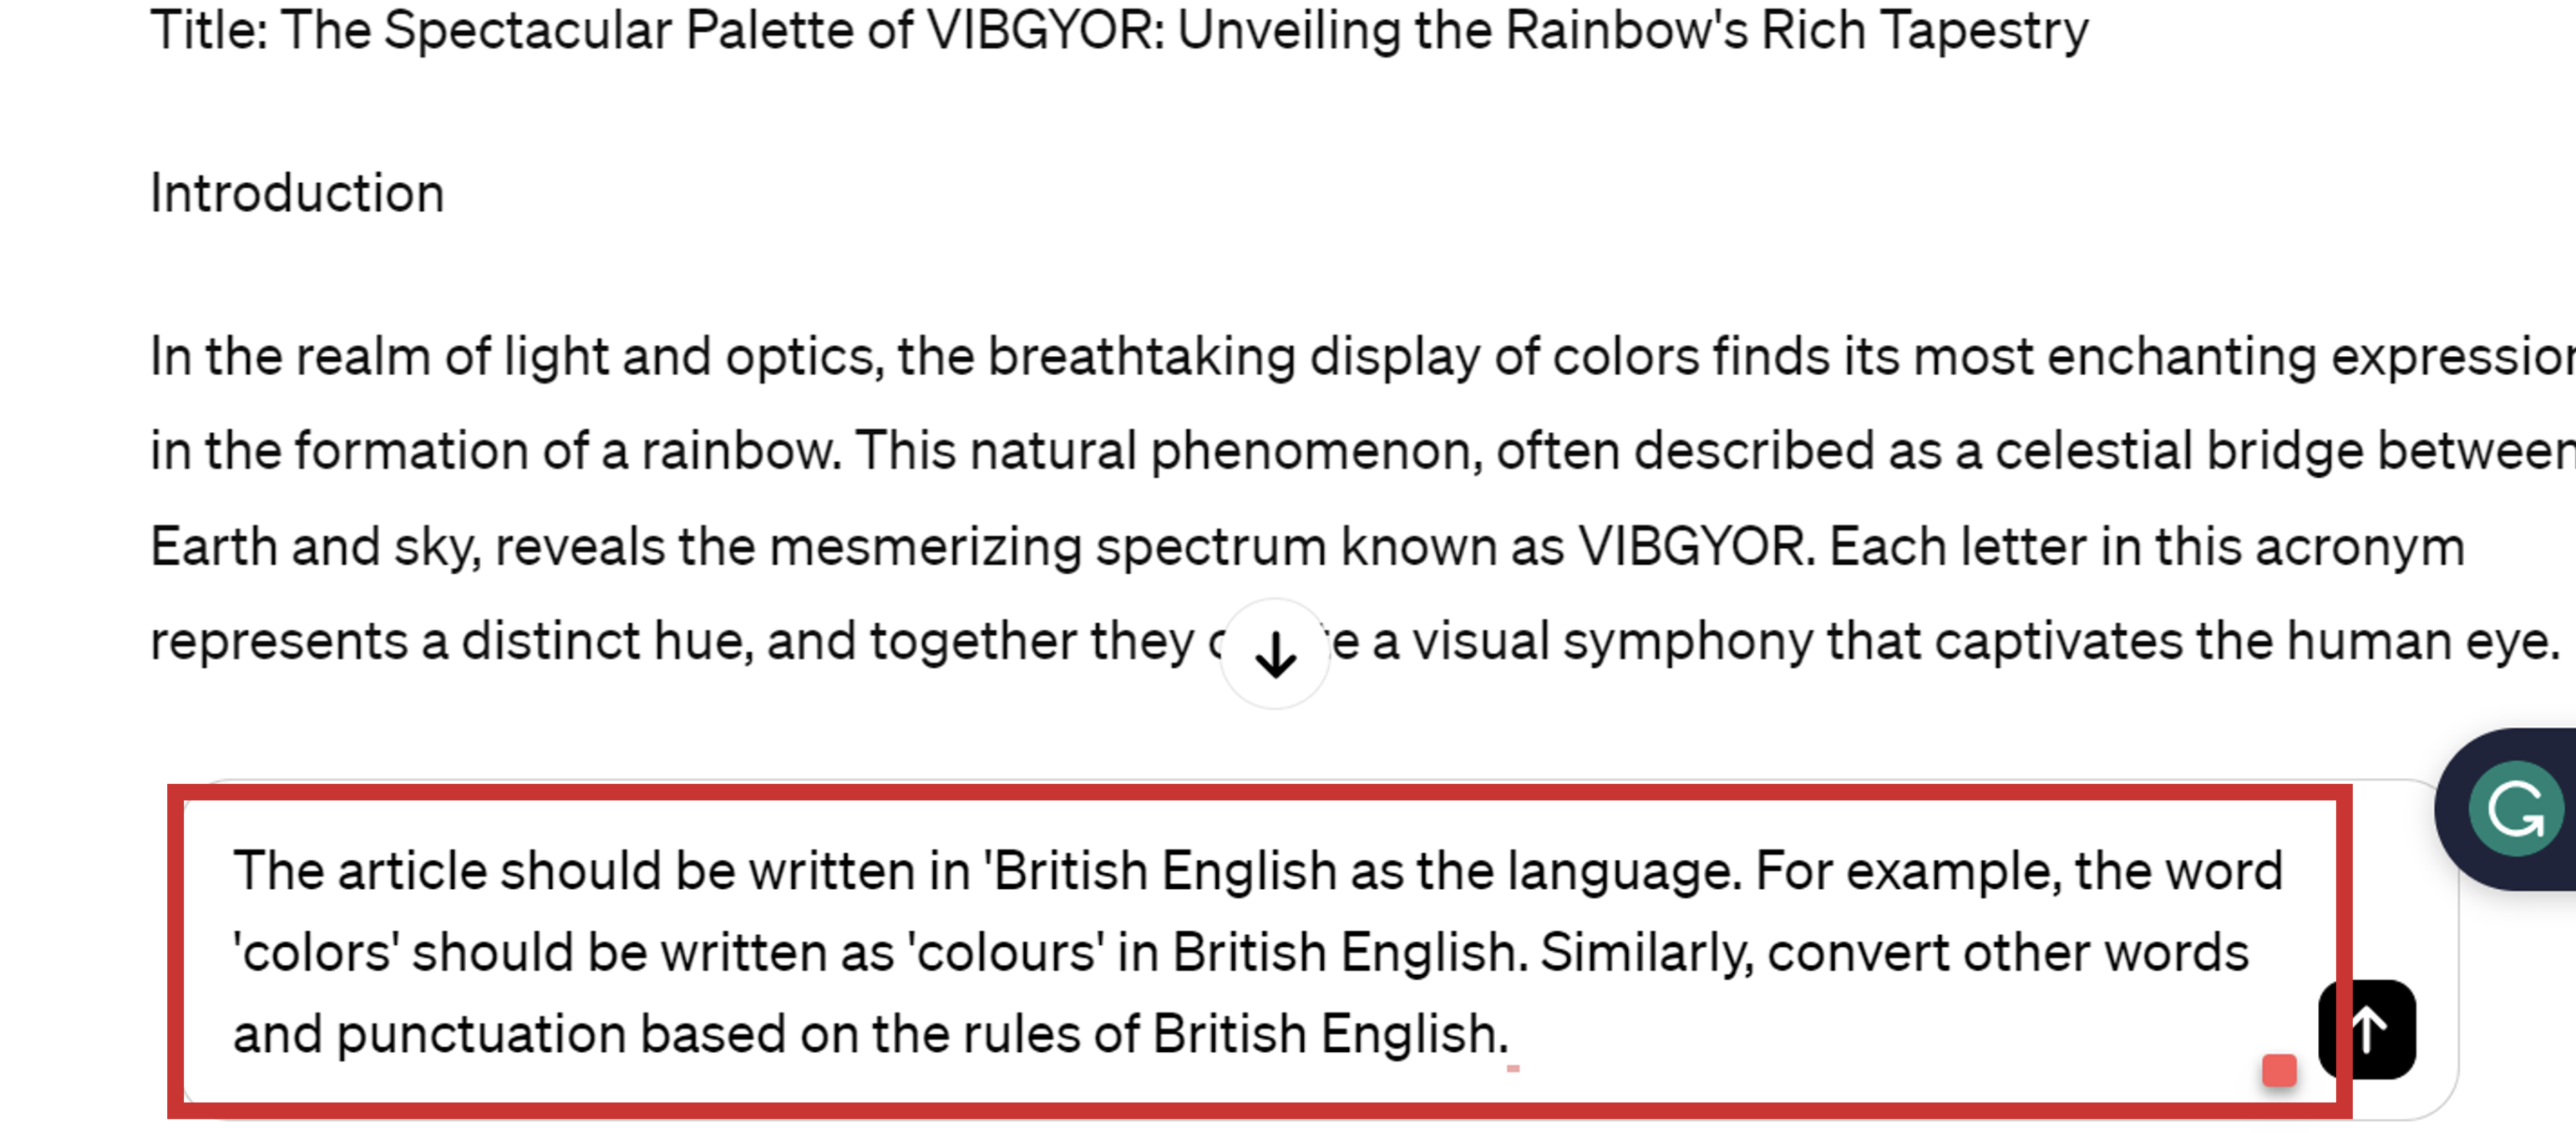 Title: The Spectacular Palette of VIBGYOR: Unveiling the Rainbow's Rich Tapestry
Introduction
In the realm of light and optics, the breathtaking display of colors finds its most enchanting expression
in the formation of a rainbow. This natural phenomenon, often described as a celestial bridge between
Earth and sky, reveals the mesmerizing spectrum known as VIBGYOR. Each letter in this acronym
represents a distinct hue, and together they a visual symphony that captivates the human eye.
The article should be written in 'British English as the language. For example, the word
'colors' should be written as 'colours' in British English. Similarly, convert other words
and punctuation based on the rules of British English.